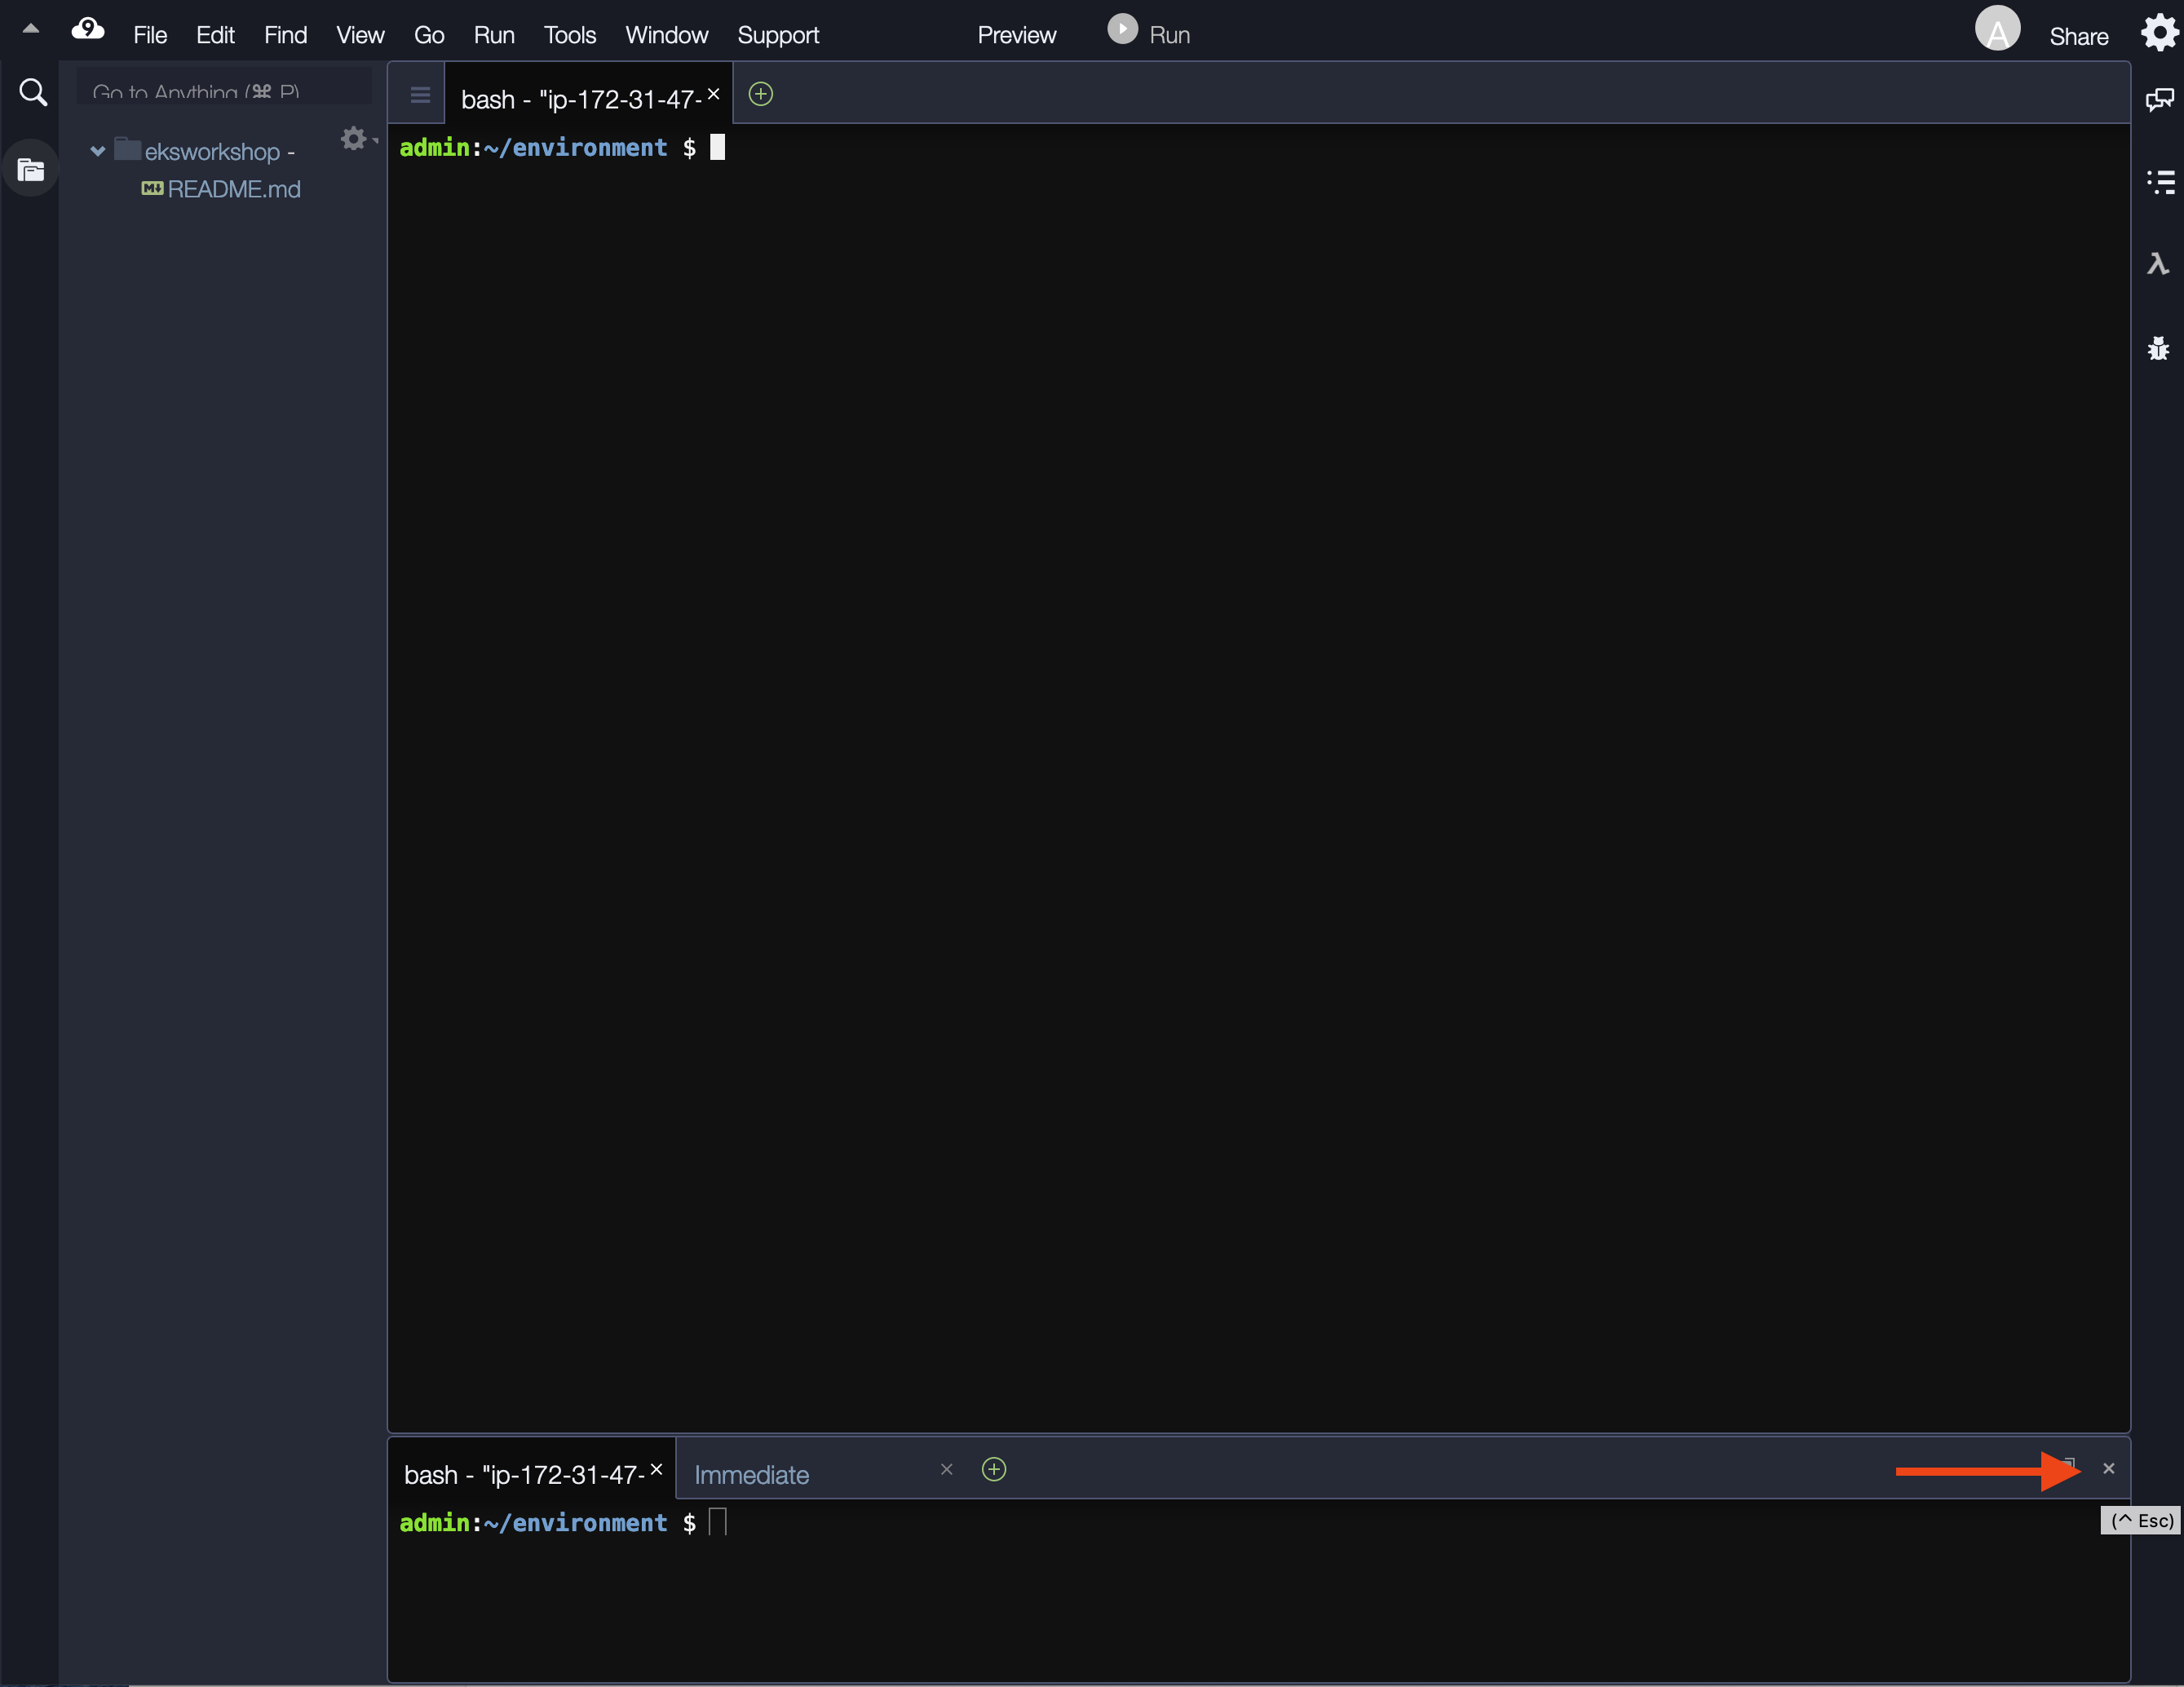 9 File Edit Find View Go Run Tools Window Support Preview Run A Share
Go to Anything (⌘ P)
bash - "ip-172-31-47-
eksworkshop -
README.md
admin:~/environment $
bash - "ip-172-31-47-
Immediate
admin:~/environment $
(^ Esc)